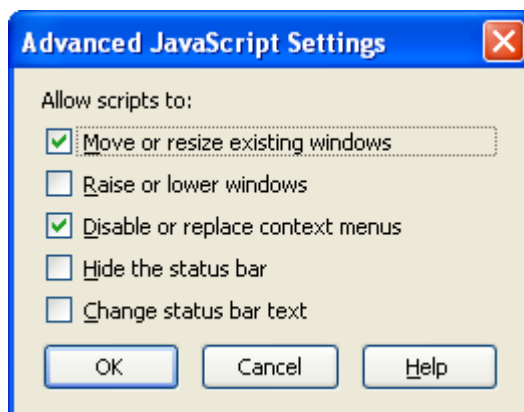 Advanced JavaScript Settings
Allow scripts to:
Move or resize existing windows
Raise or lower windows
Disable or replace context menus
Hide the status bar
Change status bar text
OK Cancel Help